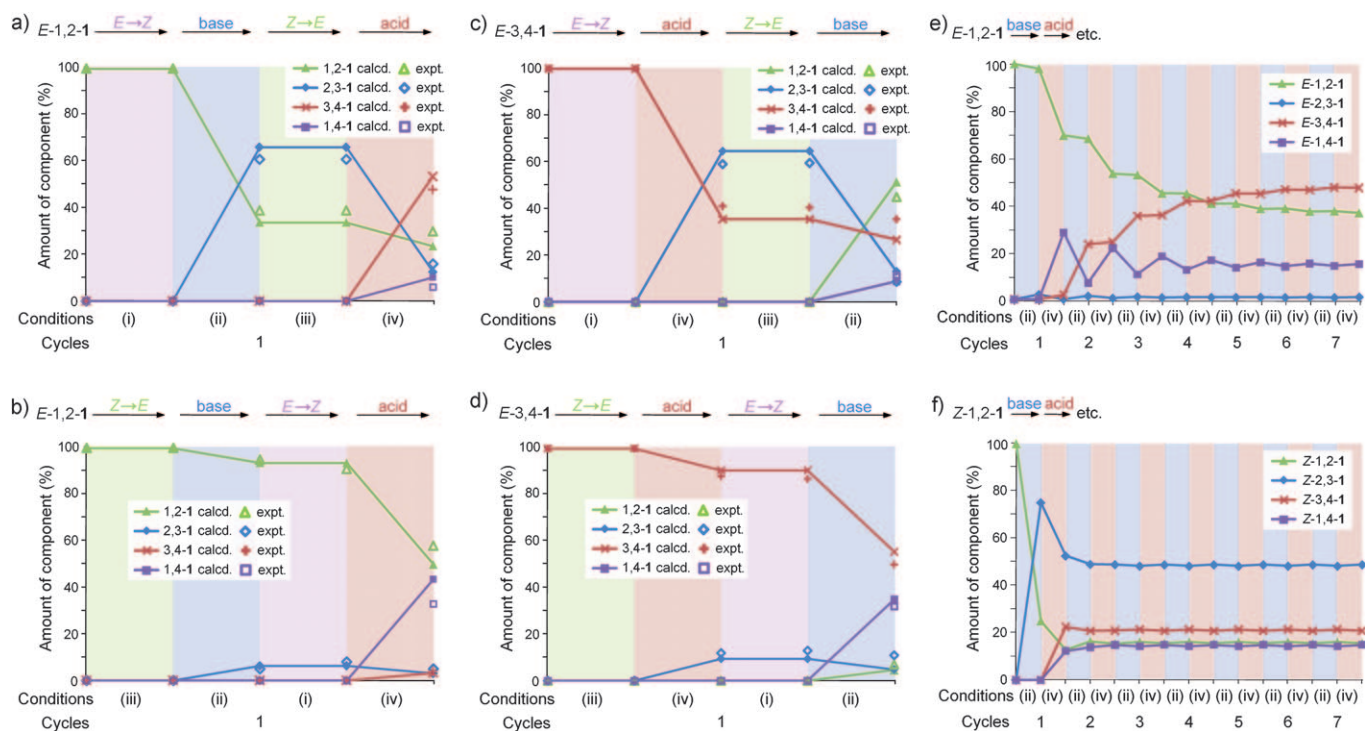 a) E-1,2-1 E→Z base Z→E acid
Amount of component (%)
100
80
60
40
20
0
1,2-1 calcd. expt.
2,3-1 calcd. expt.
3,4-1 calcd. expt.
1,4-1 calcd. expt.
Conditions (i) (ii) (iii) (iv)
Cycles 1
b) E-1,2-1 Z→E base E→Z acid
Amount of component (%)
100
80
60
40
20
0
1,2-1 calcd. expt.
2,3-1 calcd. expt.
3,4-1 calcd. expt.
1,4-1 calcd. expt.
Conditions (iii) (ii) (i) (iv)
Cycles 1
c) E-3,4-1 E→Z acid Z→E base
Amount of component (%)
100
80
60
40
20
0
1,2-1 calcd. expt.
2,3-1 calcd. expt.
3,4-1 calcd. expt.
1,4-1 calcd. expt.
Conditions (i) (iv) (iii) (ii)
Cycles 1
d) E-3,4-1 Z→E acid E→Z base
Amount of component (%)
100
80
60
40
20
0
1,2-1 calcd. expt.
2,3-1 calcd. expt.
3,4-1 calcd. expt.
1,4-1 calcd. expt.
Conditions (iii) (iv) (i) (ii)
Cycles 1
e) E-1,2-1 base acid etc.
Amount of component (%)
100
80
60
40
20
0
E-1,2-1
E-2,3-1
E-3,4-1
E-1,4-1
Conditions (ii) (iv) (ii) (iv) (ii) (iv) (ii) (iv) (ii) (iv) (ii) (iv) (ii) (iv)
Cycles 1 2 3 4 5 6 7
f) Z-1,2-1 base acid etc.
Amount of component (%)
100
80
60
40
20
0
Z-1,2-1
Z-2,3-1
Z-3,4-1
Z-1,4-1
Conditions (ii) (iv) (ii) (iv) (ii) (iv) (ii) (iv) (ii) (iv) (ii) (iv) (ii) (iv)
Cycles 1 2 3 4 5 6 7